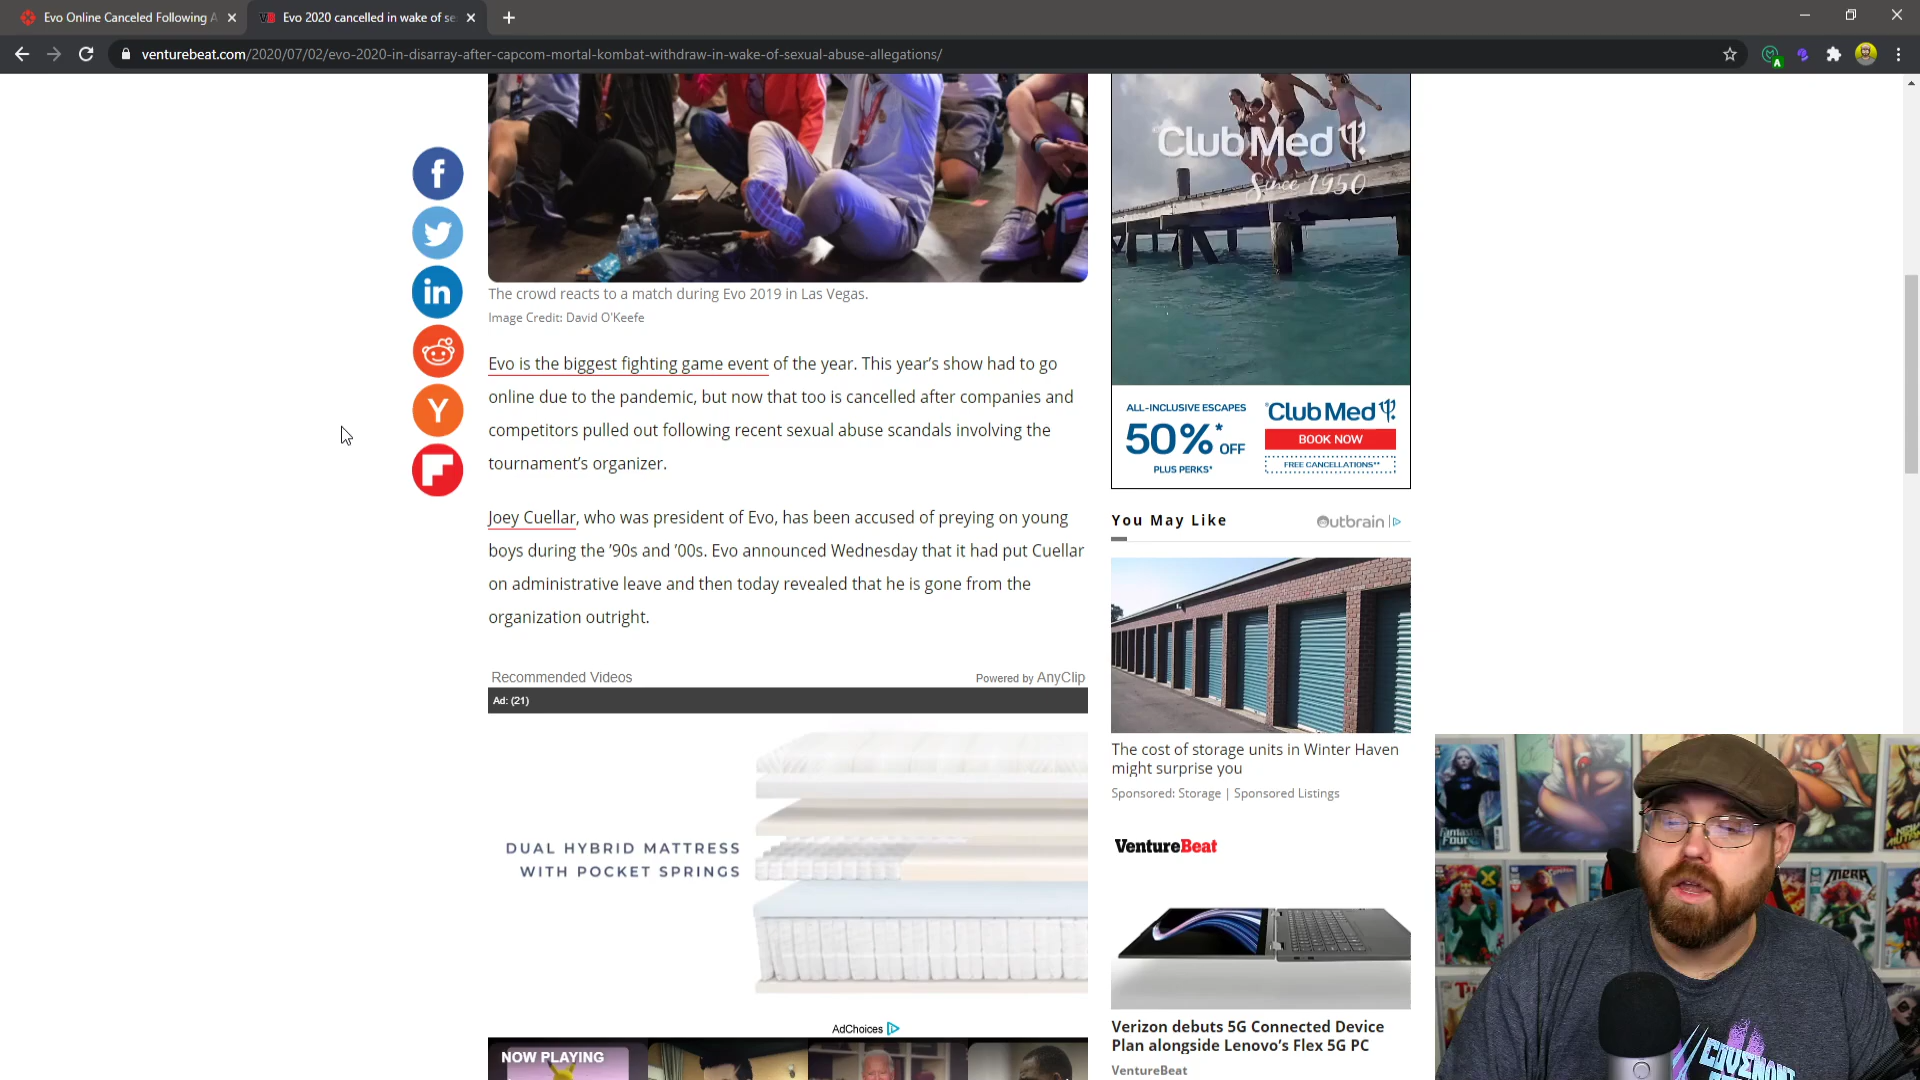 Evo Online Canceled Following A
Evo 2020 cancelled in wake of se
venturebeat.com/2020/07/02/evo-2020-in-disarray-after-capcom-mortal-kombat-withdraw-in-wake-of-sexual-abuse-allegations/
The crowd reacts to a match during Evo 2019 in Las Vegas.
Image Credit: David O'Keefe
Evo is the biggest fighting game event of the year. This year's show had to go
online due to the pandemic, but now that too is cancelled after companies and
competitors pulled out following recent sexual abuse scandals involving the
tournament's organizer.
Joey Cuellar, who was president of Evo, has been accused of preying on young
boys during the '90s and '00s. Evo announced Wednesday that it had put Cuellar
on administrative leave and then today revealed that he is gone from the
organization outright.
Recommended Videos
Powered by AnyClip
Ad: (21)
DUAL HYBRID MATTRESS
WITH POCKET SPRINGS
AdChoices
NOW PLAYING
Club Med
Since 1950
ALL-INCLUSIVE ESCAPES
50%* OFF
PLUS PERKS*
Club Med
BOOK NOW
FREE CANCELLATIONS**
You May Like
Outbrain
The cost of storage units in Winter Haven
might surprise you
Sponsored: Storage | Sponsored Listings
VentureBeat
Verizon debuts 5G Connected Device
Plan alongside Lenovo's Flex 5G PC
VentureBeat
Fantastic
Four
MERA
COVENANT